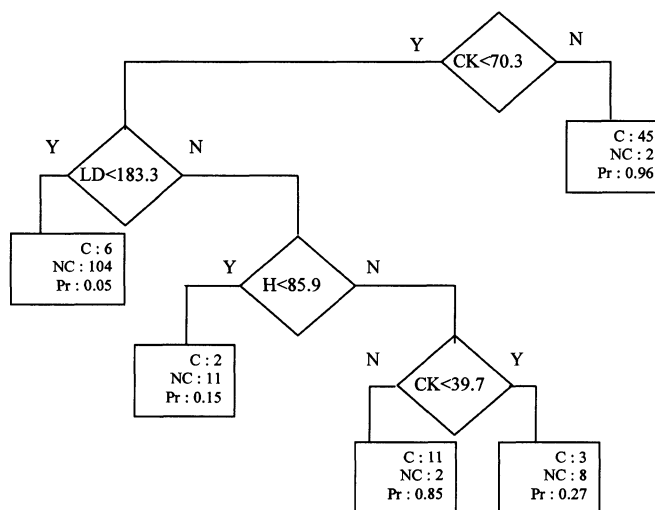 Y
CK<70.3
N
C : 45
NC : 2
Pr : 0.96
Y
LD<183.3
N
C : 6
NC : 104
Pr : 0.05
Y
H<85.9
N
C : 2
NC : 11
Pr : 0.15
N
CK<39.7
Y
C : 11
NC : 2
Pr : 0.85
C : 3
NC : 8
Pr : 0.27